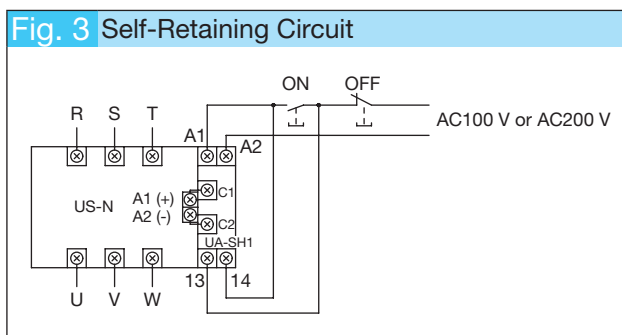 Fig. 3 Self-Retaining Circuit
ON OFF
R S T A1 A2
AC100 V or AC200 V
C1
US-N A1 (+)
A2 (-)
C2
UA-SH1
U V W 13 14